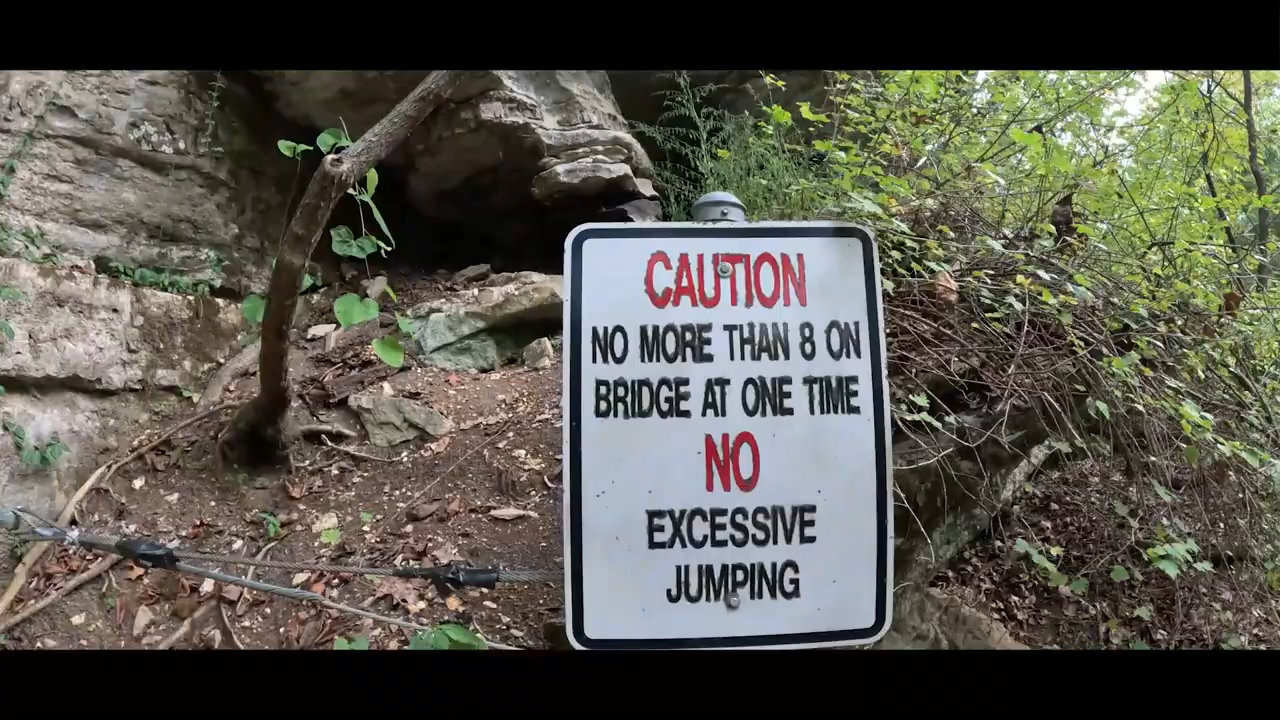 CAUTION
NO MORE THAN 8 ON
BRIDGE AT ONE TIME
NO
EXCESSIVE
JUMPING